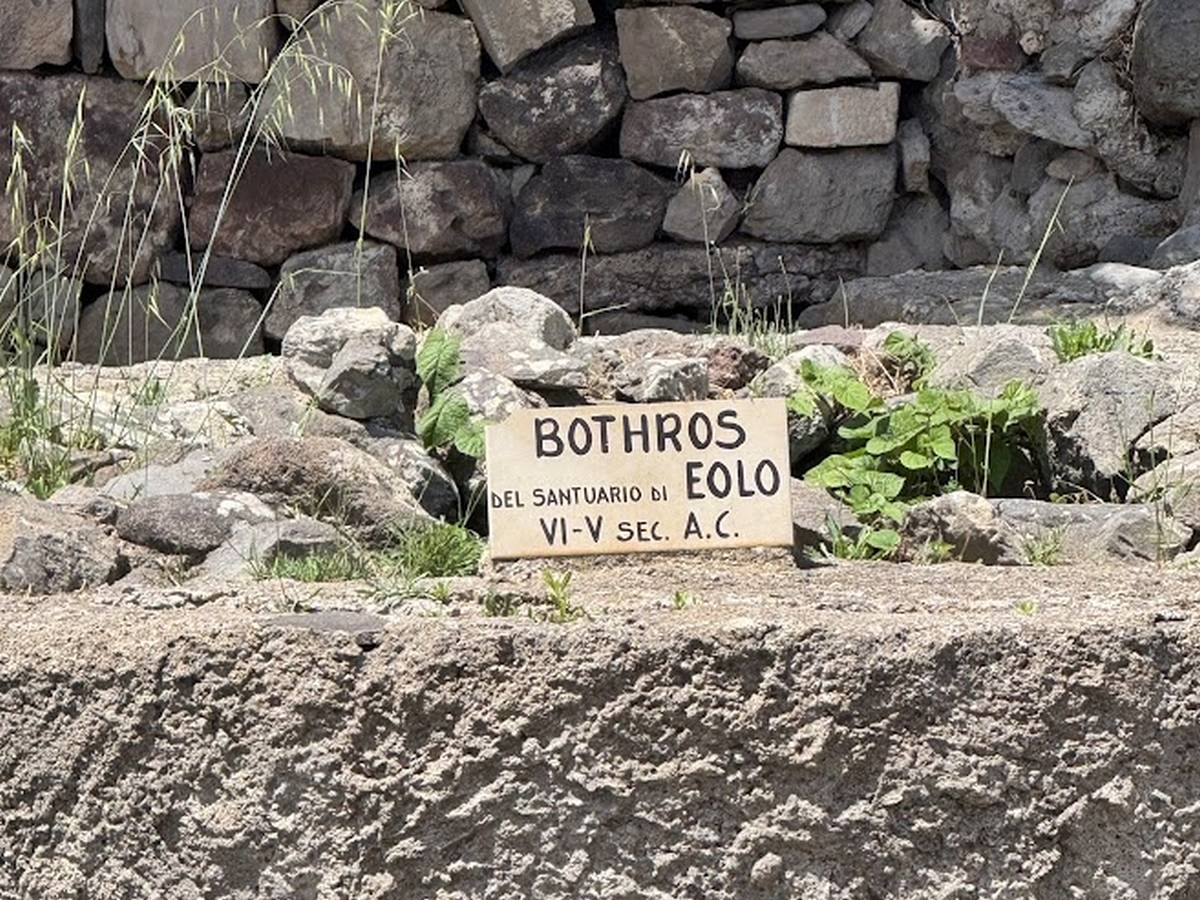 BOTHROS
DEL SANTUARIO DI EOLO
VI-V SEC. A.C.